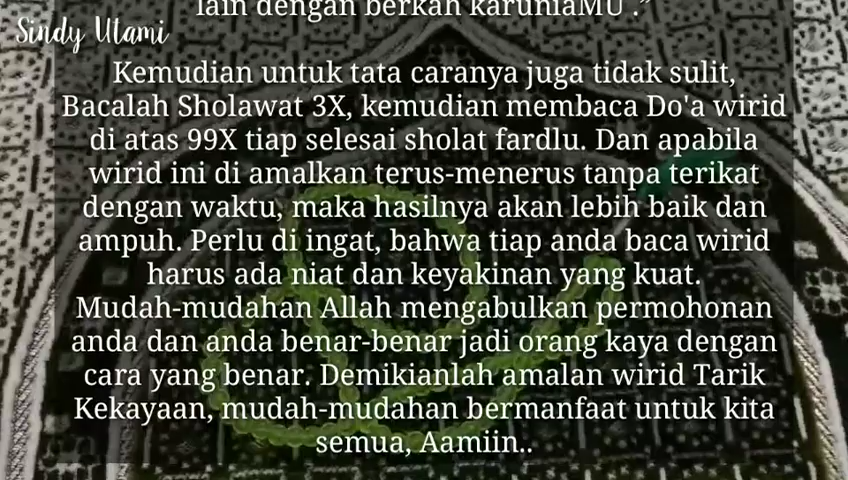 lain dengan berkah karuniaMU ."
Sindy Utami
Kemudian untuk tata caranya juga tidak sulit,
Bacalah Sholawat 3X, kemudian membaca Do'a wirid
di atas 99X tiap selesai sholat fardlu. Dan apabila
wirid ini di amalkan terus-menerus tanpa terikat
dengan waktu, maka hasilnya akan lebih baik dan
ampuh. Perlu di ingat, bahwa tiap anda baca wirid
harus ada niat dan keyakinan yang kuat.
Mudah-mudahan Allah mengabulkan permohonan
anda dan anda benar-benar jadi orang kaya dengan
cara yang benar. Demikianlah amalan wirid Tarik
Kekayaan, mudah-mudahan bermanfaat untuk kita
semua, Aamiin..